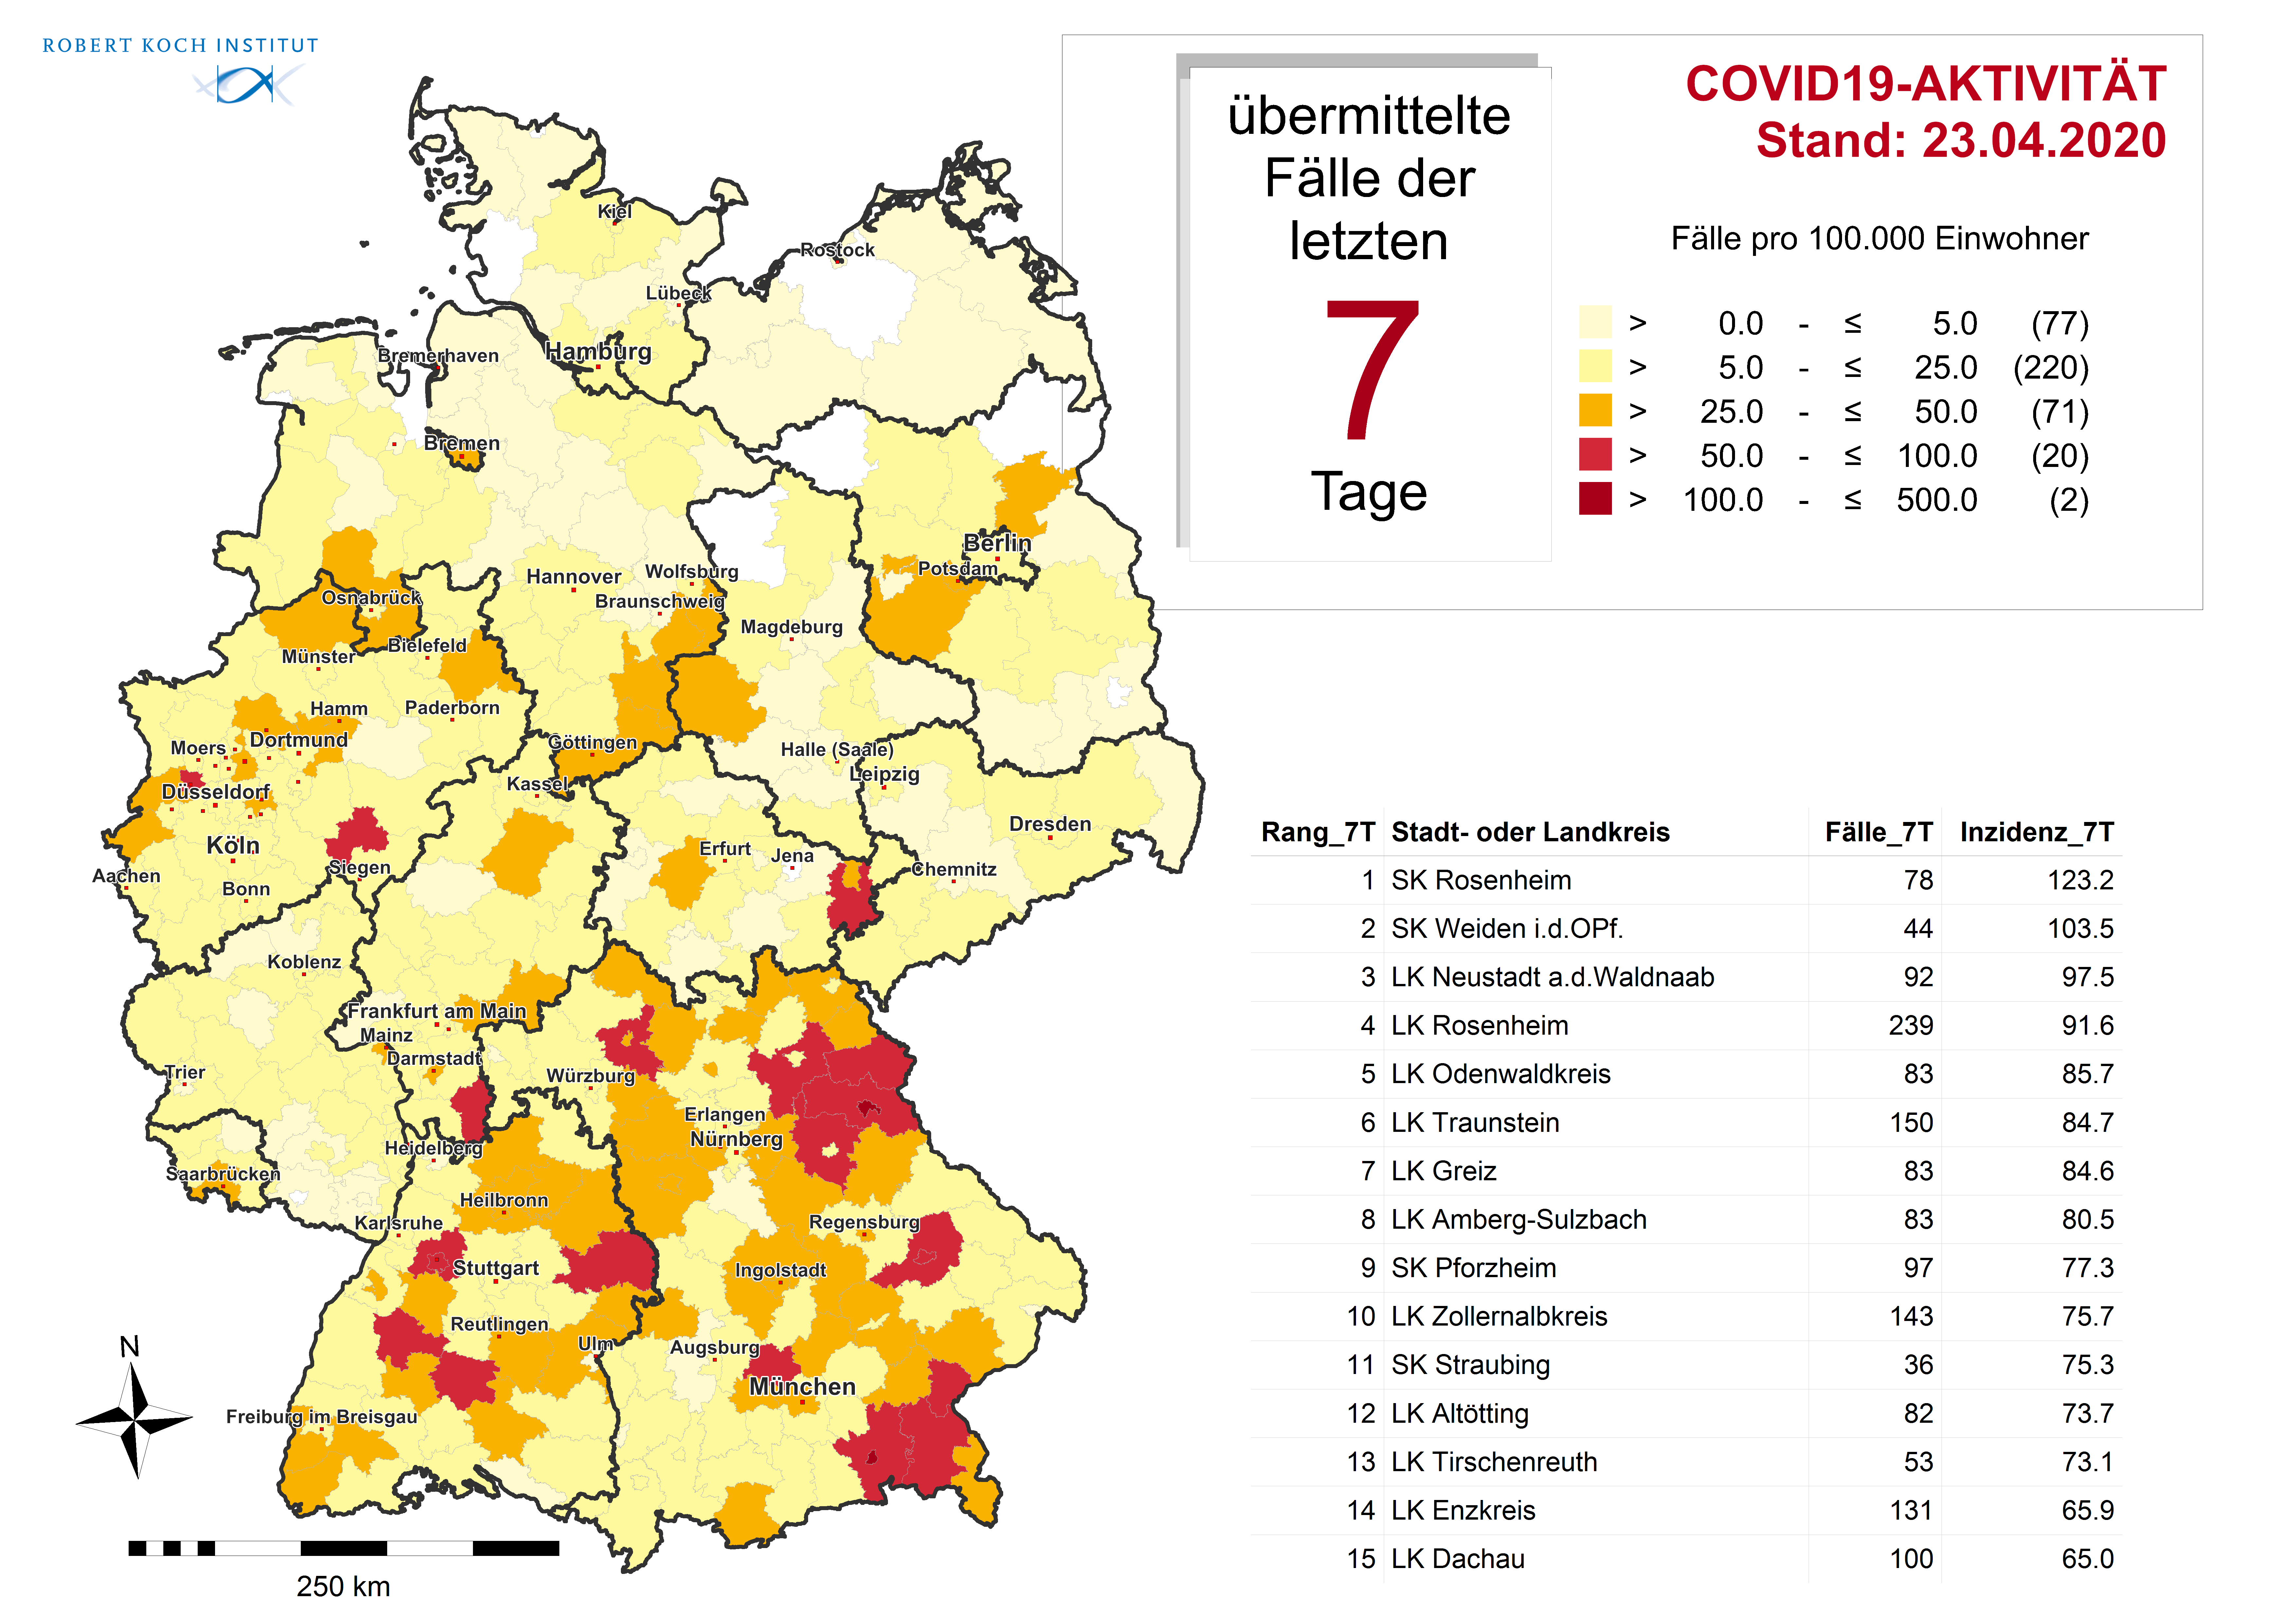 ROBERT KOCH INSTITUT
übermittelte
Fälle der
letzten
7
Tage
COVID19-AKTIVITÄT
Stand: 23.04.2020
Fälle pro 100.000 Einwohner
> 0.0 - ≤ 5.0 (77)
> 5.0 - ≤ 25.0 (220)
> 25.0 - ≤ 50.0 (71)
> 50.0 - ≤ 100.0 (20)
> 100.0 - ≤ 500.0 (2)
Kiel
Rostock
Lübeck
Bremerhaven
Hamburg
Bremen
Berlin
Potsdam
Hannover
Wolfsburg
Osnabrück
Braunschweig
Magdeburg
Bielefeld
Münster
Hamm
Paderborn
Moers
Dortmund
Göttingen
Halle (Saale)
Leipzig
Kassel
Düsseldorf
Dresden
Köln
Erfurt
Jena
Siegen
Chemnitz
Aachen
Bonn
Koblenz
Frankfurt am Main
Mainz
Darmstadt
Trier
Würzburg
Erlangen
Nürnberg
Heidelberg
Saarbrücken
Heilbronn
Karlsruhe
Regensburg
Stuttgart
Ingolstadt
Reutlingen
Ulm
Augsburg
München
Freiburg im Breisgau
N
250 km
Rang_7T Stadt- oder Landkreis Fälle_7T Inzidenz_7T
1 SK Rosenheim 78 123.2
2 SK Weiden i.d.OPf. 44 103.5
3 LK Neustadt a.d.Waldnaab 92 97.5
4 LK Rosenheim 239 91.6
5 LK Odenwaldkreis 83 85.7
6 LK Traunstein 150 84.7
7 LK Greiz 83 84.6
8 LK Amberg-Sulzbach 83 80.5
9 SK Pforzheim 97 77.3
10 LK Zollernalbkreis 143 75.7
11 SK Straubing 36 75.3
12 LK Altötting 82 73.7
13 LK Tirschenreuth 53 73.1
14 LK Enzkreis 131 65.9
15 LK Dachau 100 65.0